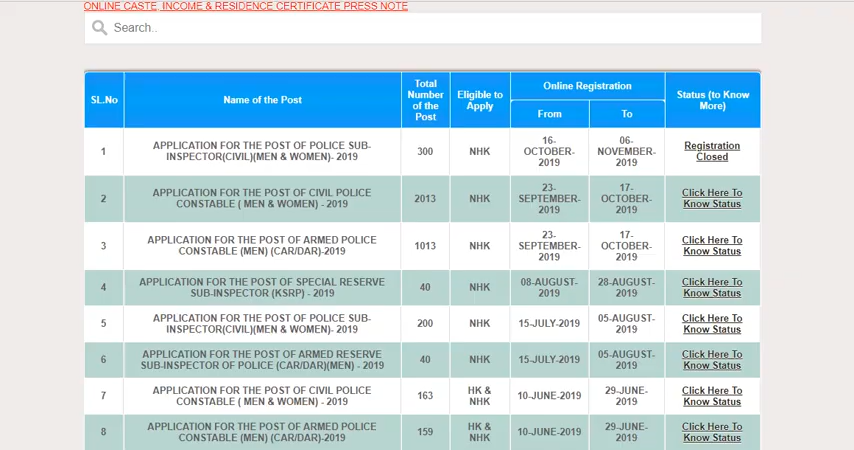 ONLINE CASTE, INCOME & RESIDENCE CERTIFICATE PRESS NOTE
Search..
SL.No
Name of the Post
Total
Number
of the
Post
Eligible to
Apply
Online Registration
From
To
Status (to Know
More)
1
APPLICATION FOR THE POST OF POLICE SUB-
INSPECTOR(CIVIL)(MEN & WOMEN)- 2019
300
NHK
16-
OCTOBER-
2019
06-
NOVEMBER-
2019
Registration
Closed
2
APPLICATION FOR THE POST OF CIVIL POLICE
CONSTABLE ( MEN & WOMEN) - 2019
2013
NHK
23-
SEPTEMBER-
2019
17-
OCTOBER-
2019
Click Here To
Know Status
3
APPLICATION FOR THE POST OF ARMED POLICE
CONSTABLE (MEN) (CAR/DAR)-2019
1013
NHK
23-
SEPTEMBER-
2019
17-
OCTOBER-
2019
Click Here To
Know Status
4
APPLICATION FOR THE POST OF SPECIAL RESERVE
SUB-INSPECTOR (KSRP) - 2019
40
NHK
08-AUGUST-
2019
28-AUGUST-
2019
Click Here To
Know Status
5
APPLICATION FOR THE POST OF POLICE SUB-
INSPECTOR(CIVIL)(MEN & WOMEN)- 2019
200
NHK
15-JULY-2019
05-AUGUST-
2019
Click Here To
Know Status
6
APPLICATION FOR THE POST OF ARMED RESERVE
SUB-INSPECTOR OF POLICE (CAR/DAR)(MEN) - 2019
40
NHK
15-JULY-2019
05-AUGUST-
2019
Click Here To
Know Status
7
APPLICATION FOR THE POST OF CIVIL POLICE
CONSTABLE ( MEN & WOMEN) - 2019
163
HK &
NHK
10-JUNE-2019
29-JUNE-
2019
Click Here To
Know Status
8
APPLICATION FOR THE POST OF ARMED POLICE
CONSTABLE (MEN) (CAR/DAR)-2019
159
HK &
NHK
10-JUNE-2019
29-JUNE-
2019
Click Here To
Know Status